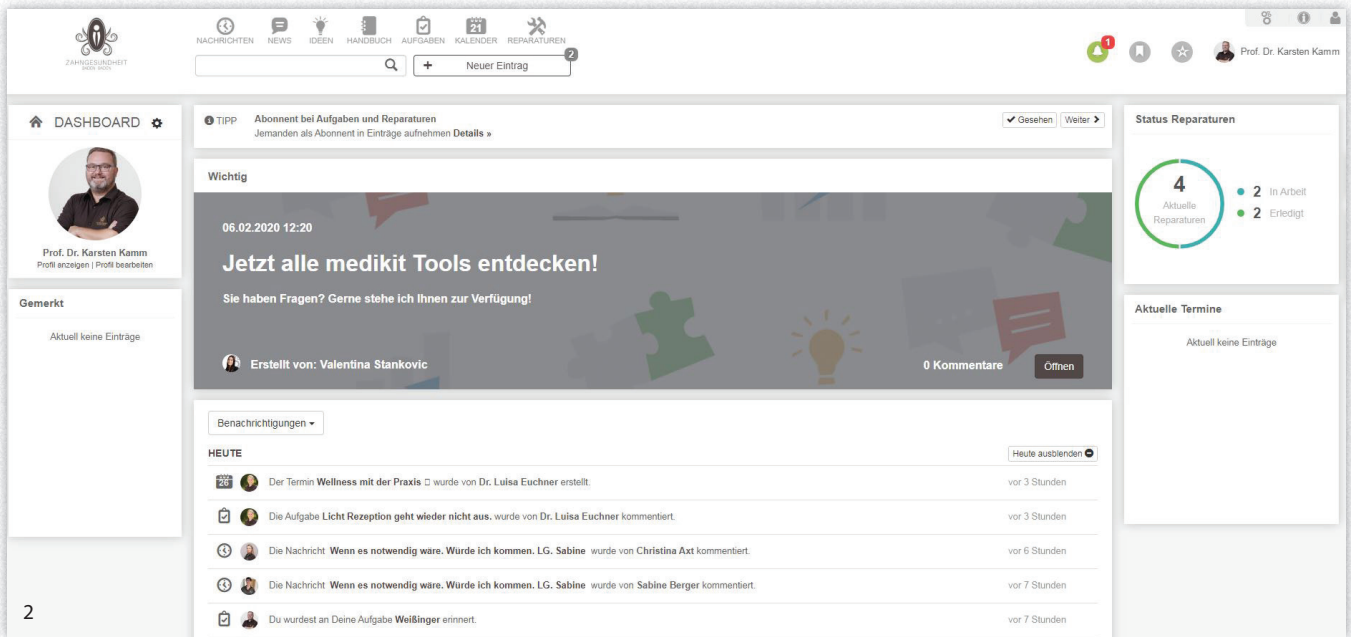 ZAHNGESUNDHEIT
BADEN BADEN
NACHRICHTEN NEWS IDEEN HANDBUCH AUFGABEN KALENDER REPARATUREN
21
2
+ Neuer Eintrag
1
Prof. Dr. Karsten Kamm
DASHBOARD
Prof. Dr. Karsten Kamm
Profil anzeigen | Profil bearbeiten
Gemerkt
Aktuell keine Einträge
TIPP Abonnent bei Aufgaben und Reparaturen
Jemanden als Abonnent in Einträge aufnehmen Details »
Gesehen Weiter
Wichtig
06.02.2020 12:20
Jetzt alle medikit Tools entdecken!
Sie haben Fragen? Gerne stehe ich Ihnen zur Verfügung!
Erstellt von: Valentina Stankovic
0 Kommentare Öffnen
Benachrichtigungen
HEUTE Heute ausblenden
26 Der Termin Wellness mit der Praxis wurde von Dr. Luisa Euchner erstellt. vor 3 Stunden
Die Aufgabe Licht Rezeption geht wieder nicht aus. wurde von Dr. Luisa Euchner kommentiert. vor 3 Stunden
Die Nachricht Wenn es notwendig wäre. Würde ich kommen. LG. Sabine wurde von Christina Axt kommentiert. vor 6 Stunden
Die Nachricht Wenn es notwendig wäre. Würde ich kommen. LG. Sabine wurde von Sabine Berger kommentiert. vor 7 Stunden
Du wurdest an Deine Aufgabe Weißinger erinnert. vor 7 Stunden
Status Reparaturen
4
Aktuelle
Reparaturen
2 In Arbeit
2 Erledigt
Aktuelle Termine
Aktuell keine Einträge
2